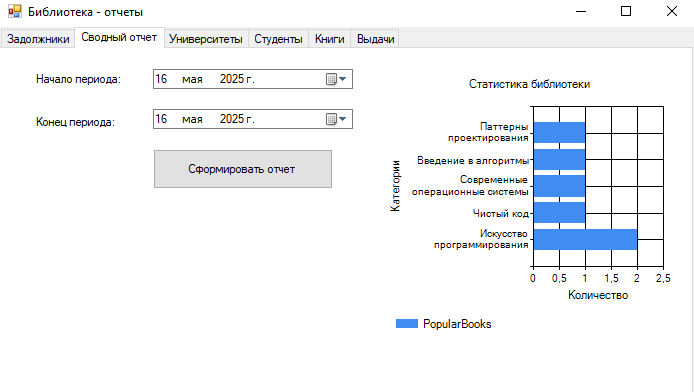 Библиотека - отчеты
Задолжники Сводный отчет Университеты Студенты Книги Выдачи
Начало периода: 16 мая 2025 г.
Конец периода: 16 мая 2025 г.
Сформировать отчет
Статистика библиотеки
Категории
Паттерны
проектирования
Введение в алгоритмы
Современные
операционные системы
Чистый код
Искусство
программирования
0 0,5 1 1,5 2 2,5
Количество
PopularBooks